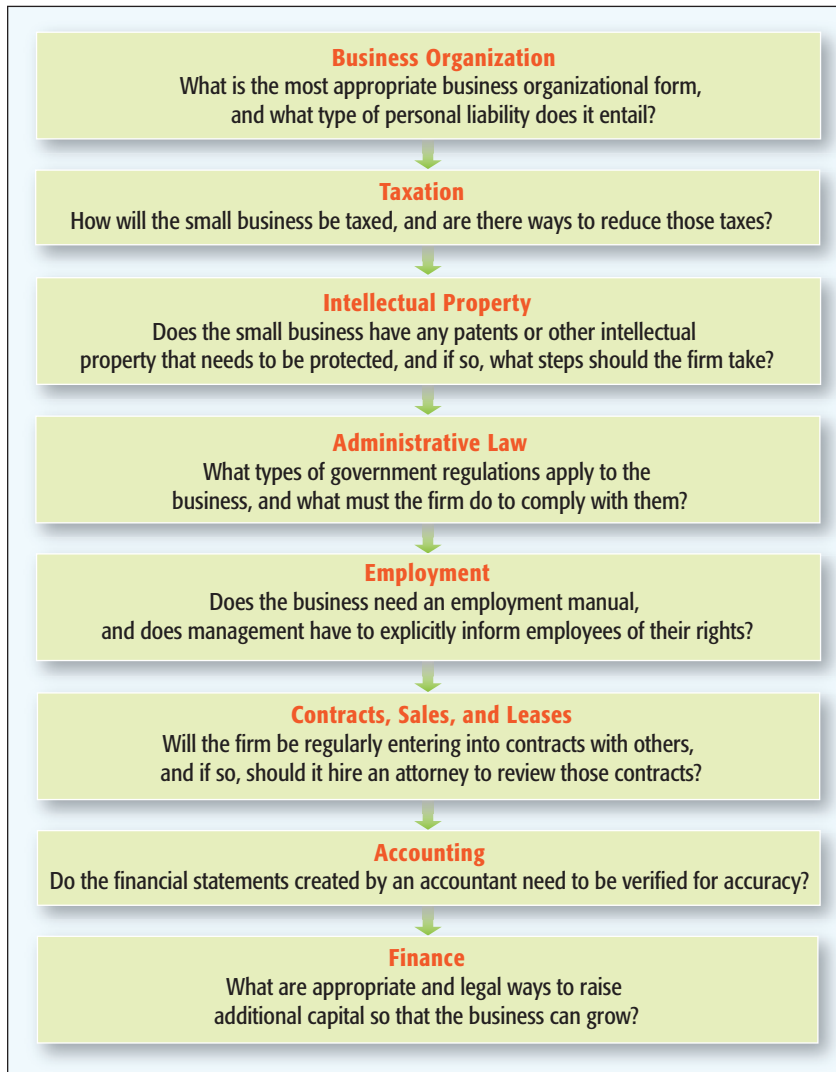 Business Organization
What is the most appropriate business organizational form,
and what type of personal liability does it entail?
Taxation
How will the small business be taxed, and are there ways to reduce those taxes?
Intellectual Property
Does the small business have any patents or other intellectual
property that needs to be protected, and if so, what steps should the firm take?
Administrative Law
What types of government regulations apply to the
business, and what must the firm do to comply with them?
Employment
Does the business need an employment manual,
and does management have to explicitly inform employees of their rights?
Contracts, Sales, and Leases
Will the firm be regularly entering into contracts with others,
and if so, should it hire an attorney to review those contracts?
Accounting
Do the financial statements created by an accountant need to be verified for accuracy?
Finance
What are appropriate and legal ways to raise
additional capital so that the business can grow?